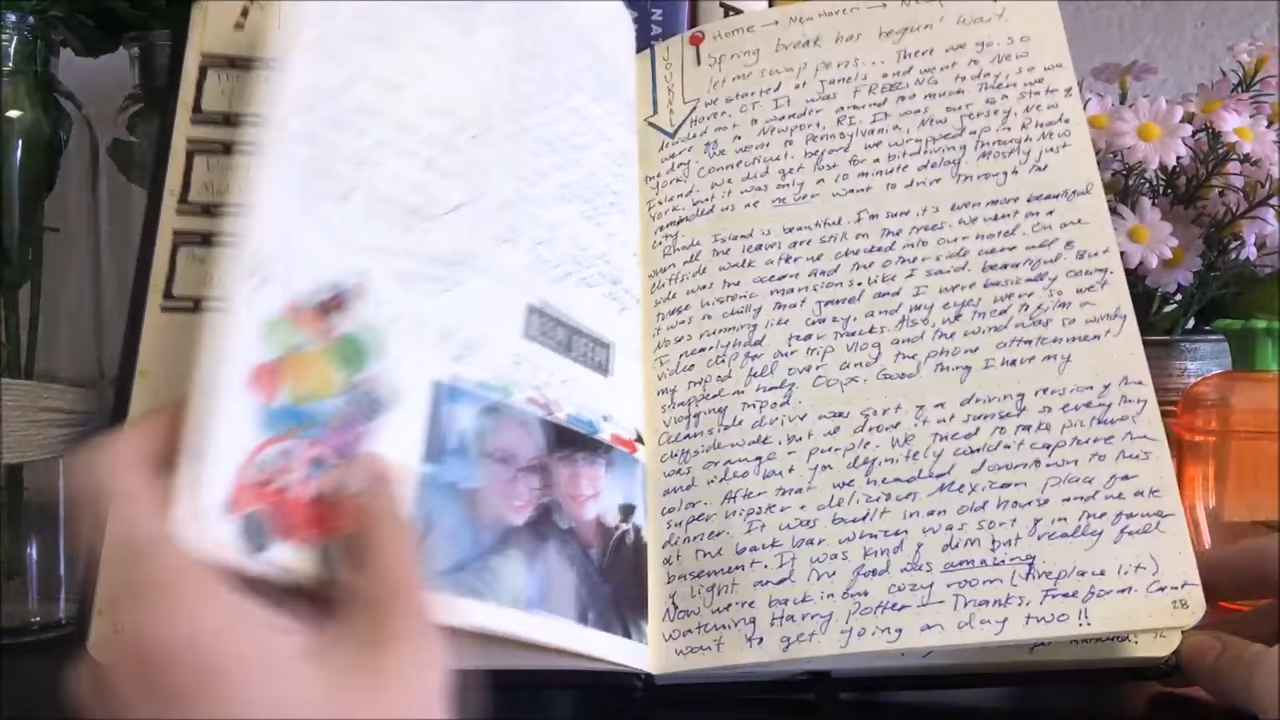 NAT
JOURNAL
Home → New Haven →
Spring break has begun! Wait,
let me swap pens... There we go. So
we started at Janel's and went to New
Haven, CT. It was FREEZING today, so we
decided not to wander around too much. Then we
were off to Newport, RI. It was our 5th state of
the day. We went to Pennsylvania, New Jersey, New
York, Connecticut, before we wrapped up in Rhode
Island. We did get lost for a bit driving through New
York, but it was only a 10 minute delay. Mostly just
reminded us we never want to drive through the
city.
Rhode Island is beautiful. I'm sure it's even more beautiful
when all the leaves are still on the trees. We went on a
cliffside walk after we checked into our hotel. On one
side was the ocean and the other side were all of
these historic mansions. Like I said, beautiful. But
it was so chilly that Janel and I were basically crying.
Noses running like crazy, and my eyes were so wet
I nearly had tear tracks. Also, we tried to film a
video clip for our trip vlog and the wind was so windy
my tripod fell over and the phone attatchment
snapped in half. Oops. Good thing I have my
vlogging tripod.
Oceanside drive was sort of a driving version of the
cliffside walk, but we drove it at sunset so everything
was orange + purple. We tried to take pictures
and video but you definitely couldn't capture the
color. After that we headed downtown to this
super hipster + delicious Mexican place for
dinner. It was built in an old house and we ate
at the back bar which was sort of in the former
basement. It was kind of dim but really full
of light and the food was amazing.
Now we're back in our cozy room (fireplace lit)
watching Harry Potter — Thanks, Freeform. Can't
wait to get going on day two!!
28